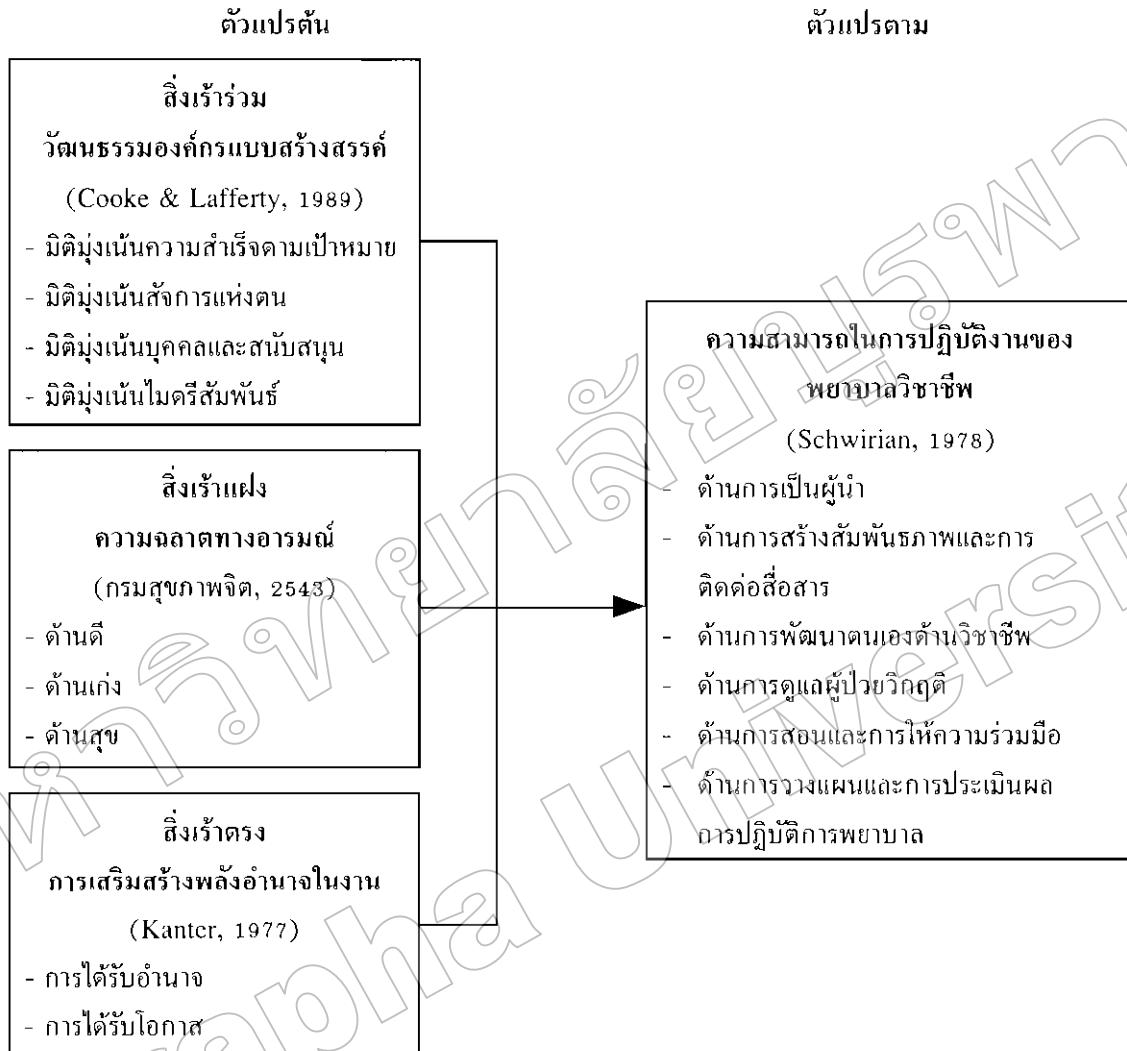 ตัวแปรต้น
ตัวแปรตาม
สิ่งเร้าร่วม
วัฒนธรรมองค์กรแบบสร้างสรรค์
(Cooke & Lafferty, 1989)
- มิติมุ่งเน้นความสำเร็จตามเป้าหมาย
- มิติมุ่งเน้นสัจการแห่งตน
- มิติมุ่งเน้นบุคคลและสนับสนุน
- มิติมุ่งเน้นไมตรีสัมพันธ์
สิ่งเร้าแฝง
ความฉลาตทางอารมณ์
(กรมสุขภาพจิต, 2543)
- ด้านดี
- ด้านเก่ง
- ด้านสุข
สิ่งเร้าตรง
การเสริมสร้างพลังอำนาจในงาน
(Kanter, 1977)
- การได้รับอำนาจ
- การได้รับโอกาส
ความสามารถในการปฏิบัติงานของ
พยาบาลวิชาชีพ
(Schwirian, 1978)
- ด้านการเป็นผู้นำ
- ด้านการสร้างสัมพันธภาพและการ
ติดต่อสื่อสาร
- ด้านการพัฒนาตนเองด้านวิชาชีพ
- ด้านการดูแลผู้ป่วยวิกฤติ
- ด้านการสอนและการให้ความร่วมมือ
- ด้านการวางแผนและการประเมินผล
การปฏิบัติการพยาบาล